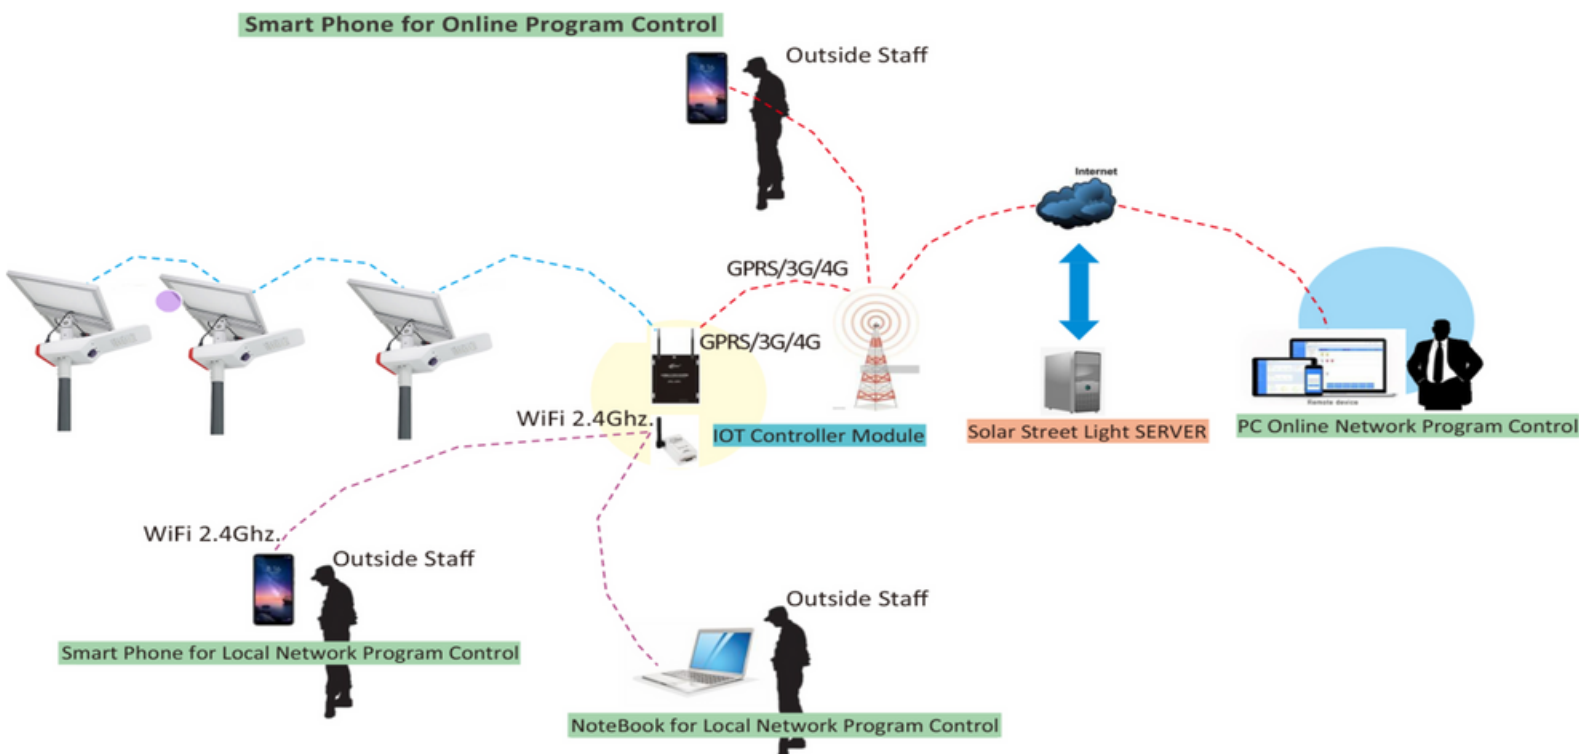 Smart Phone for Online Program Control
Outside Staff
Internet
GPRS/3G/4G
GPRS/3G/4G
WiFi 2.4Ghz.
IOT Controller Module
Solar Street Light SERVER
Remote device
PC Online Network Program Control
WiFi 2.4Ghz.
Outside Staff
Smart Phone for Local Network Program Control
Outside Staff
NoteBook for Local Network Program Control